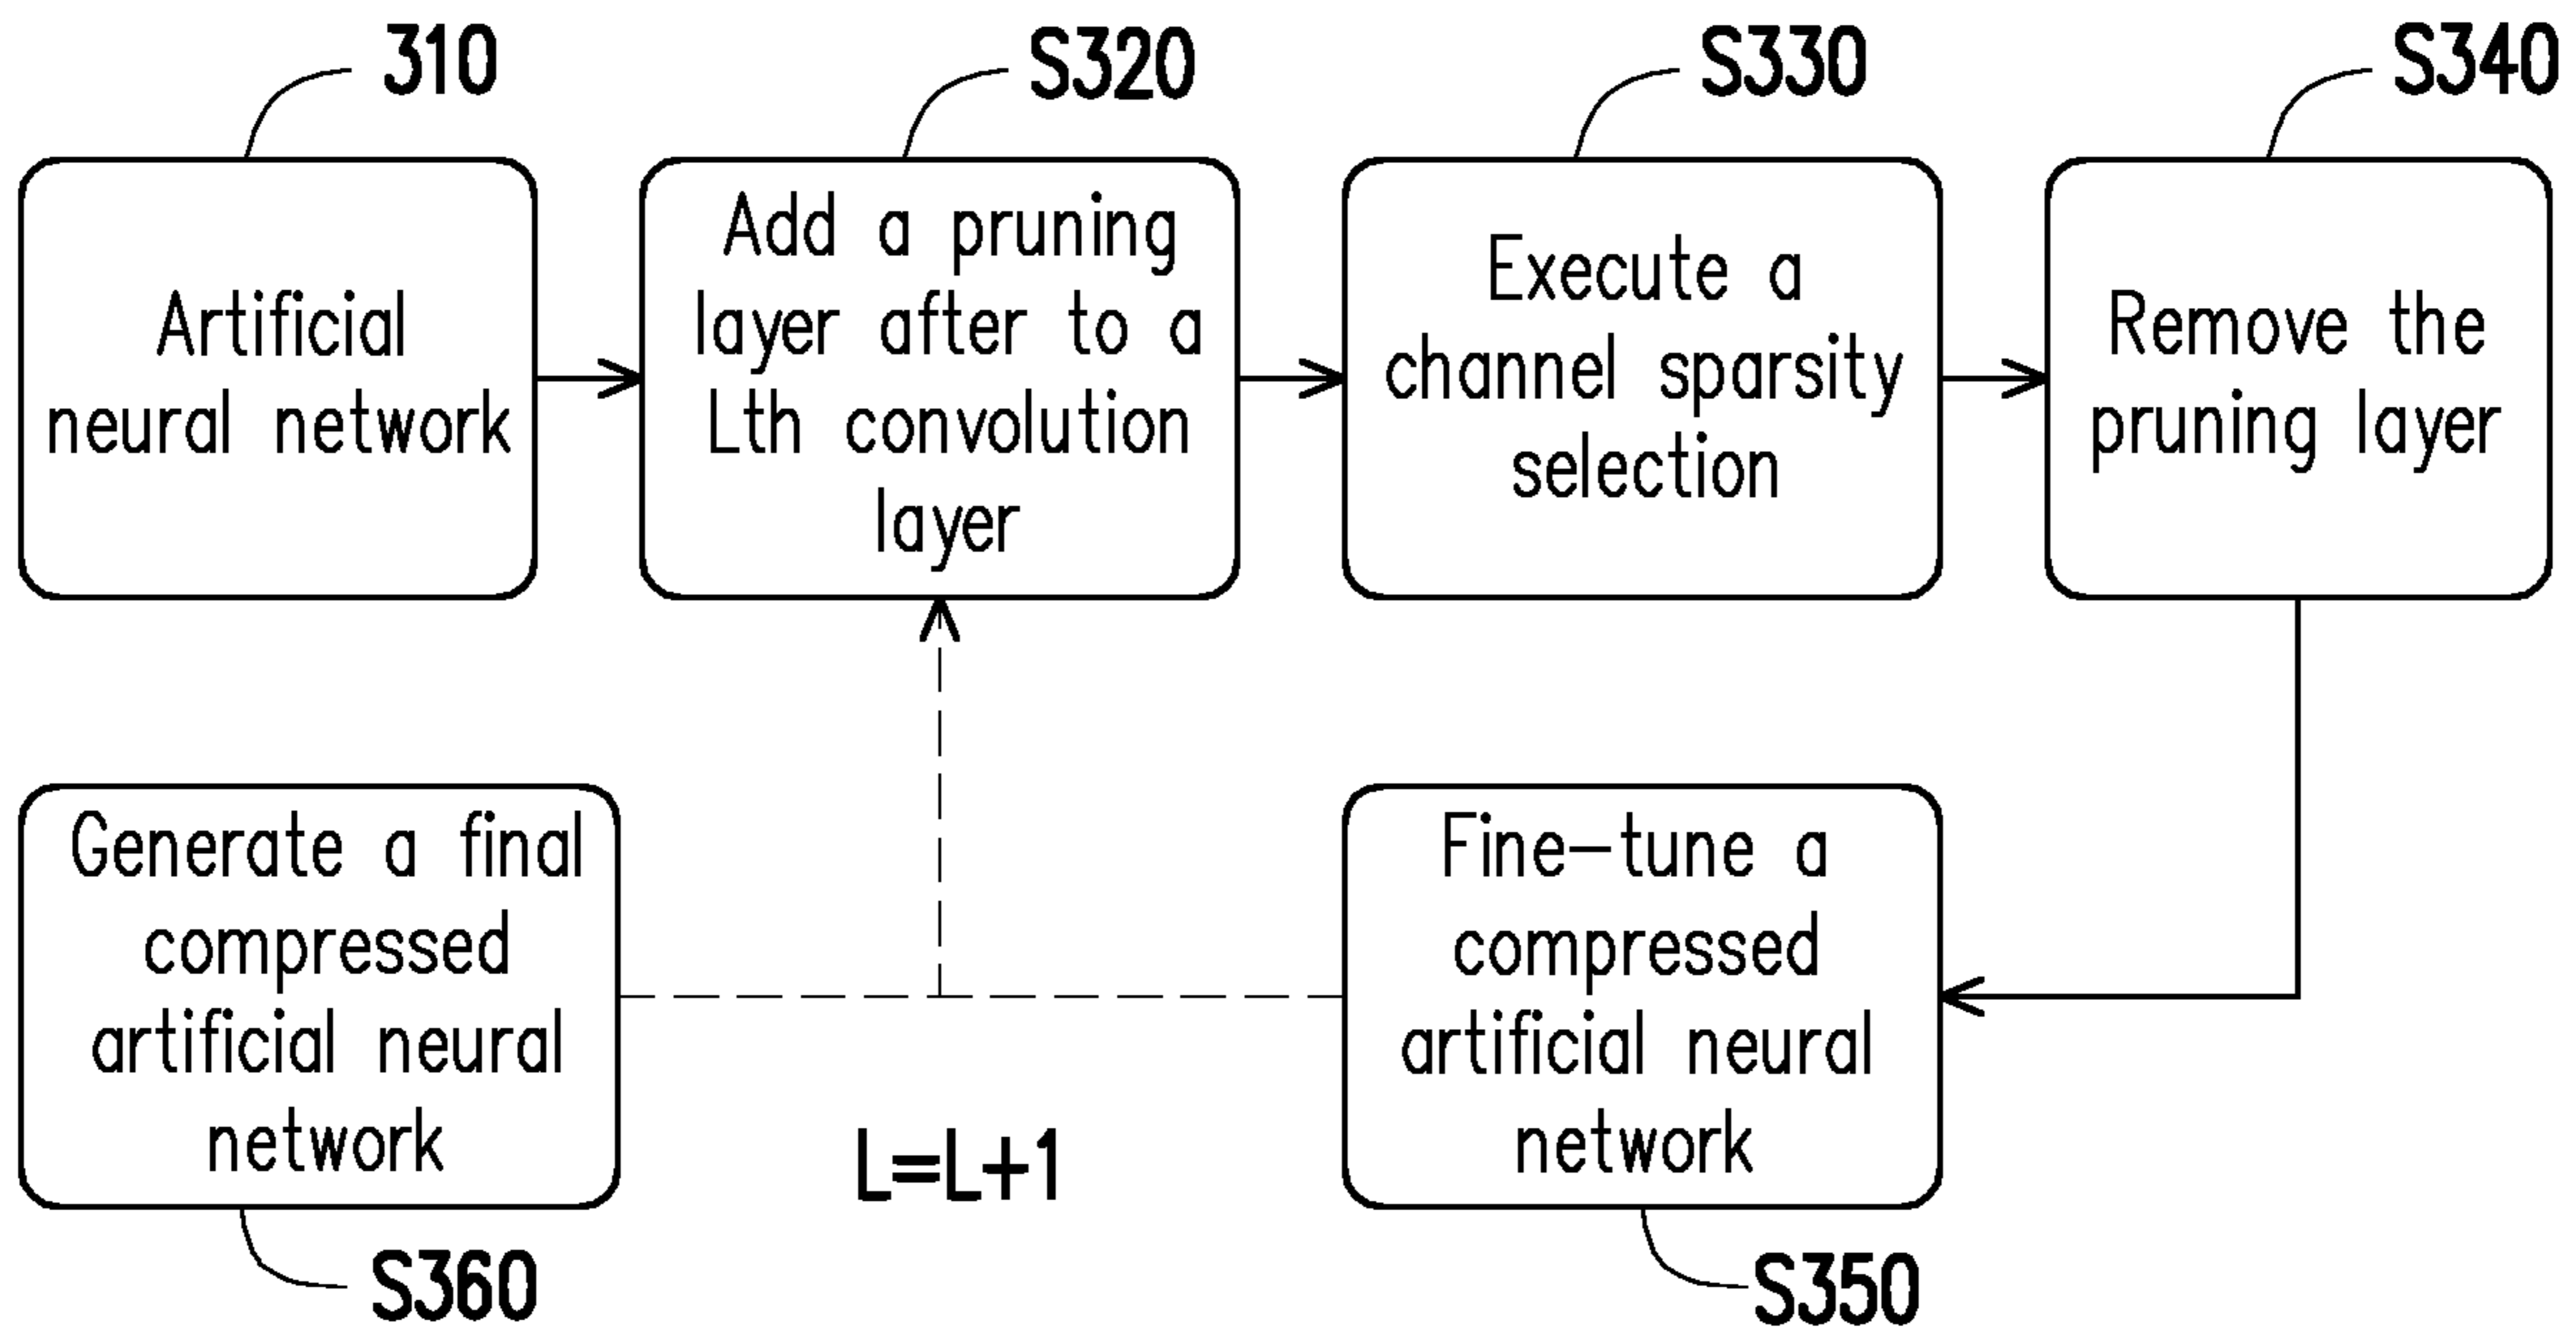 310
Artificial
neural network
S320
Add a pruning
layer after to a
Lth convolution
layer
S330
Execute a
channel sparsity
selection
S340
Remove the
pruning layer
Generate a final
compressed
artificial neural
network
S360
L=L+1
Fine-tune a
compressed
artificial neural
network
S350